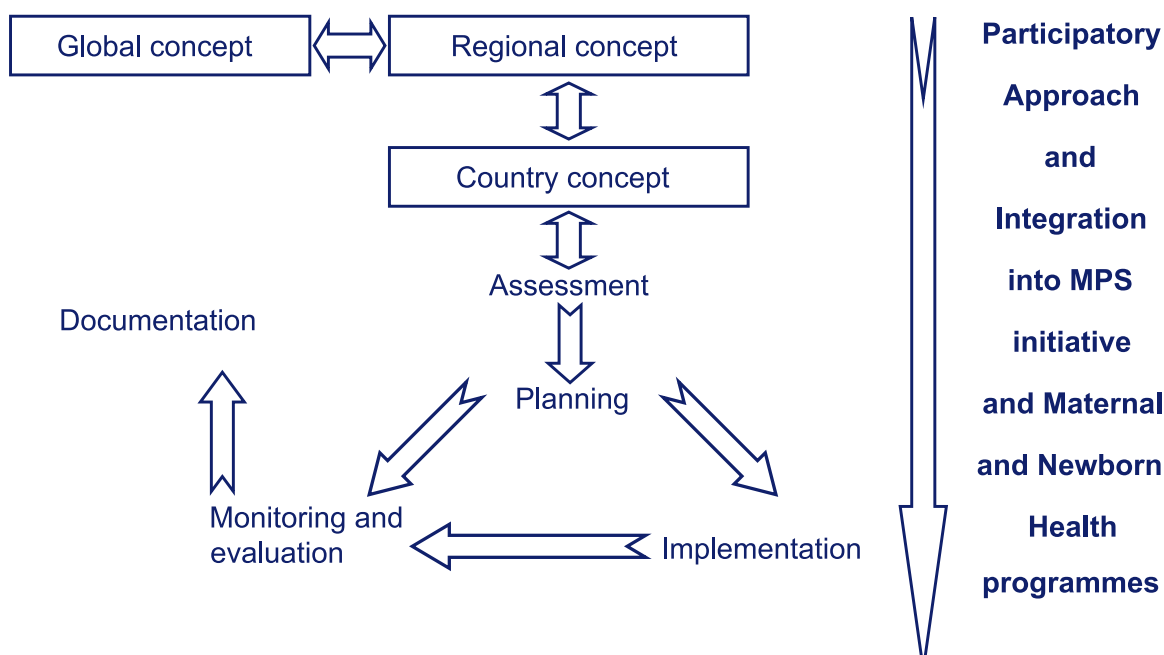 Global concept
Regional concept
Country concept
Assessment
Documentation
Planning
Monitoring and
evaluation
Implementation
Participatory
Approach
and
Integration
into MPS
initiative
and Maternal
and Newborn
Health
programmes